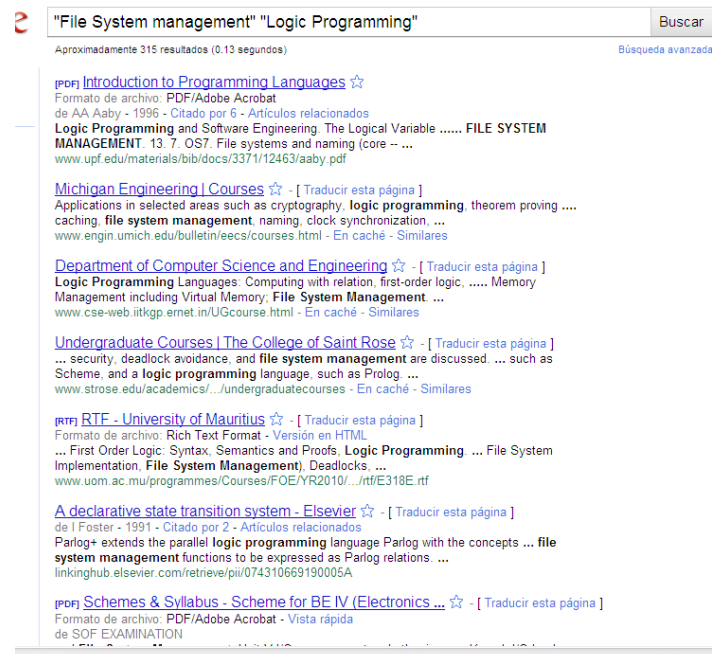 "File System management" "Logic Programming"
Buscar
Aproximadamente 315 resultados (0.13 segundos)
Búsqueda avanzada
[PDF] Introduction to Programming Languages
Formato de archivo: PDF/Adobe Acrobat
de AA Aaby - 1996 - Citado por 6 - Artículos relacionados
Logic Programming and Software Engineering. The Logical Variable ...... FILE SYSTEM
MANAGEMENT. 13. 7. OS7. File systems and naming (core -- ...
www.upf.edu/materials/bib/docs/3371/12463/aaby.pdf
Michigan Engineering | Courses - [ Traducir esta página ]
Applications in selected areas such as cryptography, logic programming, theorem proving ....
caching, file system management, naming, clock synchronization, ...
www.engin.umich.edu/bulletin/eecs/courses.html - En caché - Similares
Department of Computer Science and Engineering - [ Traducir esta página ]
Logic Programming Languages: Computing with relation, first-order logic, ..... Memory
Management including Virtual Memory; File System Management. ...
www.cse-web.iitkgp.ernet.in/UGcourse.html - En caché - Similares
Undergraduate Courses | The College of Saint Rose - [ Traducir esta página ]
... security, deadlock avoidance, and file system management are discussed. ... such as
Scheme, and a logic programming language, such as Prolog. ...
www.strose.edu/academics/.../undergraduatecourses - En caché - Similares
[RTF] RTF - University of Mauritius - [ Traducir esta página ]
Formato de archivo: Rich Text Format - Versión en HTML
... First Order Logic: Syntax, Semantics and Proofs, Logic Programming. ... File System
Implementation, File System Management), Deadlocks, ...
www.uom.ac.mu/programmes/Courses/FOE/YR2010/.../rtf/E318E.rtf
A declarative state transition system - Elsevier - [ Traducir esta página ]
de I Foster - 1991 - Citado por 2 - Artículos relacionados
Parlog+ extends the parallel logic programming language Parlog with the concepts ... file
system management functions to be expressed as Parlog relations. ...
linkinghub.elsevier.com/retrieve/pii/074310669190005A
[PDF] Schemes & Syllabus - Scheme for BE IV (Electronics ... - [ Traducir esta página ]
Formato de archivo: PDF/Adobe Acrobat - Vista rápida
de SOF EXAMINATION